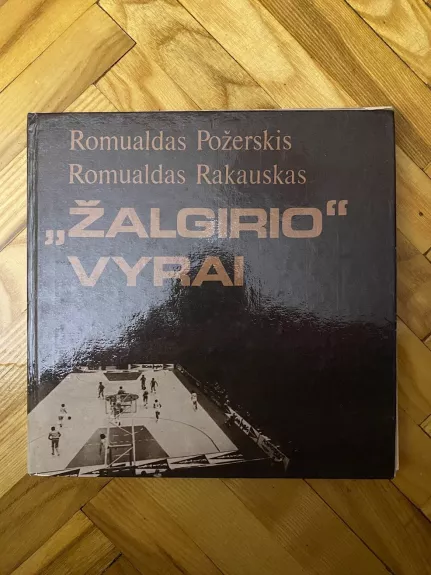 Romualdas Požerskis
Romualdas Rakauskas
„ŽALGIRIO“
VYRAI